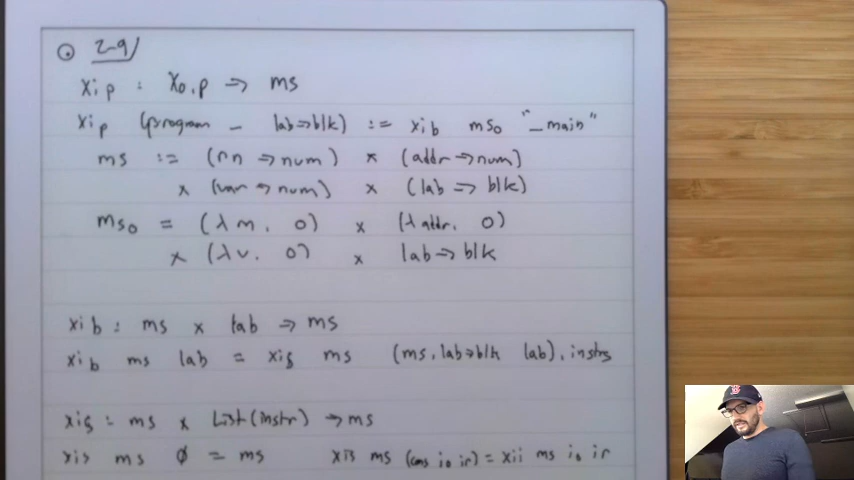 ⊙ 2-9/
xip : X0.p → ms
xip (program - lab→blk) := xib ms0 "_main"
ms := (rn → num) × (addr → num)
× (var → num) × (lab → blk)
ms0 = (λ rn. 0) × (λ addr. 0)
× (λ v. 0) × lab → blk
xib : ms × lab → ms
xib ms lab = xis ms (ms.lab→blk lab).instrs
xis : ms × List(instr) → ms
xis ms ∅ = ms xis ms (cons i0 ir) = xii ms i0 ir